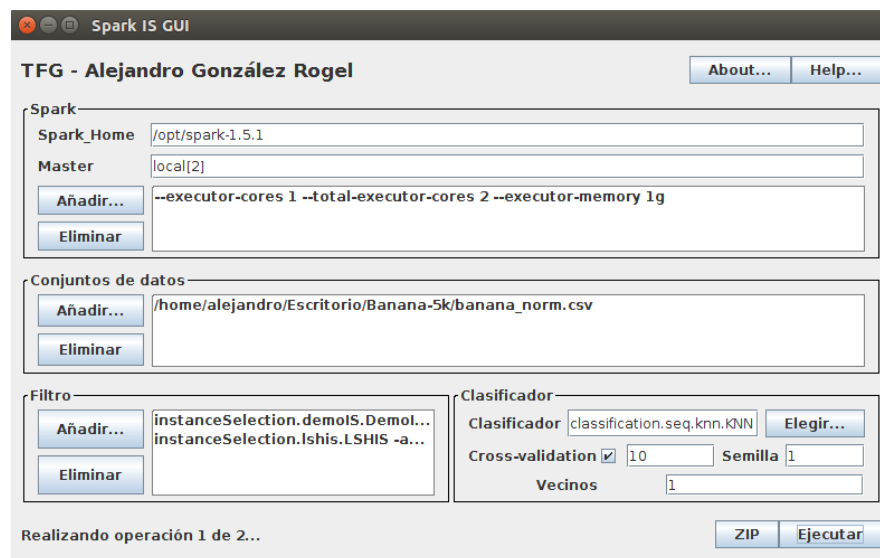 Spark IS GUI
TFG - Alejandro González Rogel
About... Help...
Spark
Spark_Home /opt/spark-1.5.1
Master local[2]
Añadir... --executor-cores 1 --total-executor-cores 2 --executor-memory 1g
Eliminar
Conjuntos de datos
Añadir... /home/alejandro/Escritorio/Banana-5k/banana_norm.csv
Eliminar
Filtro
Añadir... instanceSelection.demoIS.DemoI...
instanceSelection.lshis.LSHIS -a...
Eliminar
Clasificador
Clasificador classification.seq.knn.KNN Elegir...
Cross-validation 10 Semilla 1
Vecinos 1
Realizando operación 1 de 2...
ZIP Ejecutar